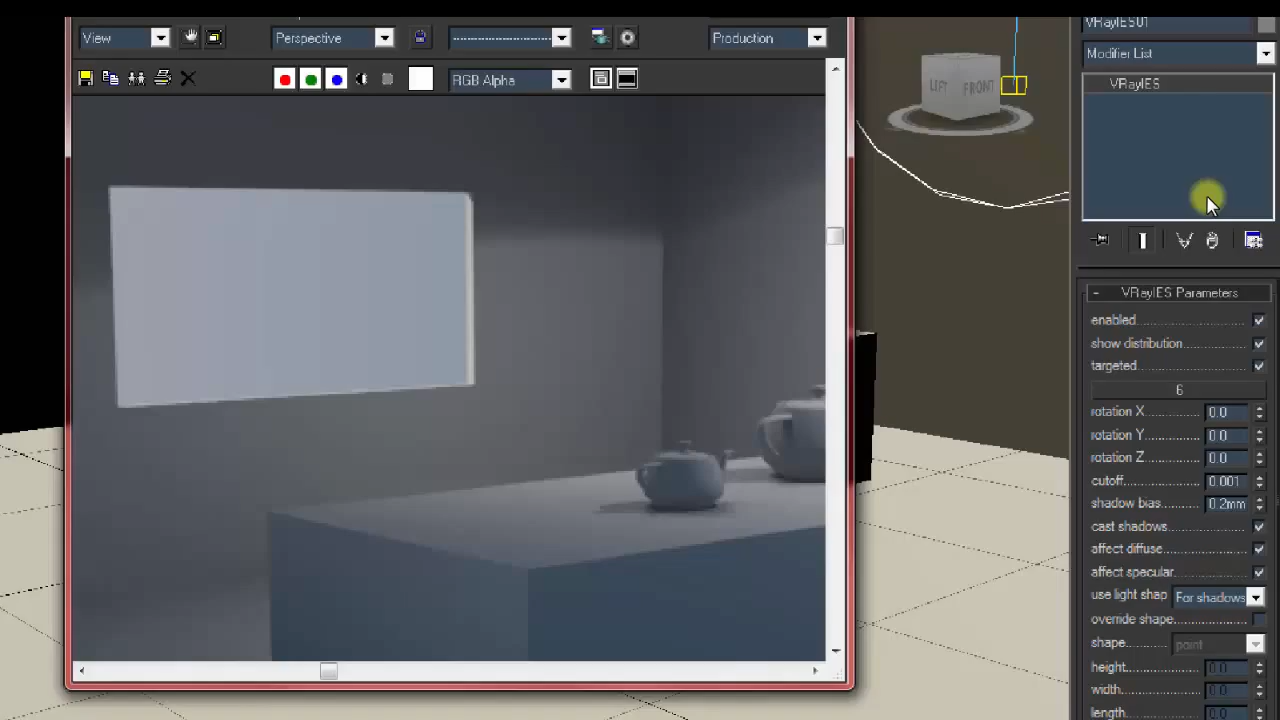 View
Perspective
Production
RGB Alpha
LEFT
FRONT
VRayIES01
Modifier List
VRayIES
- VRayIES Parameters
enabled
show distribution
targeted
6
rotation X 0.0
rotation Y 0.0
rotation Z 0.0
cutoff 0.001
shadow bias 0.2mm
cast shadows
affect diffuse
affect specular
use light shap For shadows
override shape
shape: point
height: 0.0
width: 0.0
length: 0.0